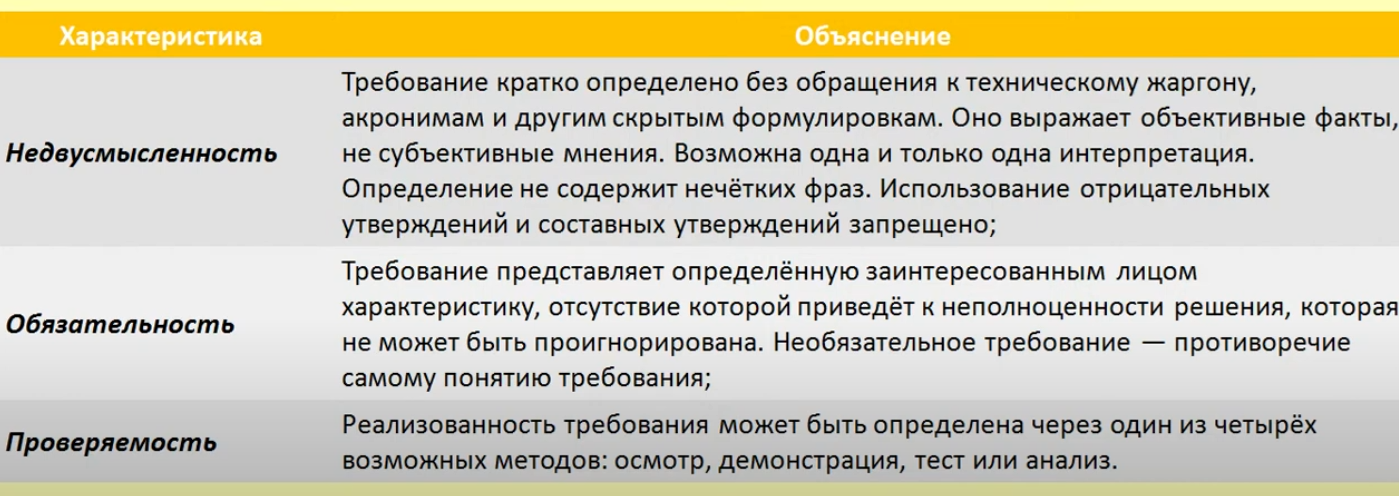 Характеристика
Объяснение
Недвусмысленность
Требование кратко определено без обращения к техническому жаргону,
акронимам и другим скрытым формулировкам. Оно выражает объективные факты,
не субъективные мнения. Возможна одна и только одна интерпретация.
Определение не содержит нечётких фраз. Использование отрицательных
утверждений и составных утверждений запрещено;
Обязательность
Требование представляет определённую заинтересованным лицом
характеристику, отсутствие которой приведёт к неполноценности решения, которая
не может быть проигнорирована. Необязательное требование — противоречие
самому понятию требования;
Проверяемость
Реализованность требования может быть определена через один из четырёх
возможных методов: осмотр, демонстрация, тест или анализ.